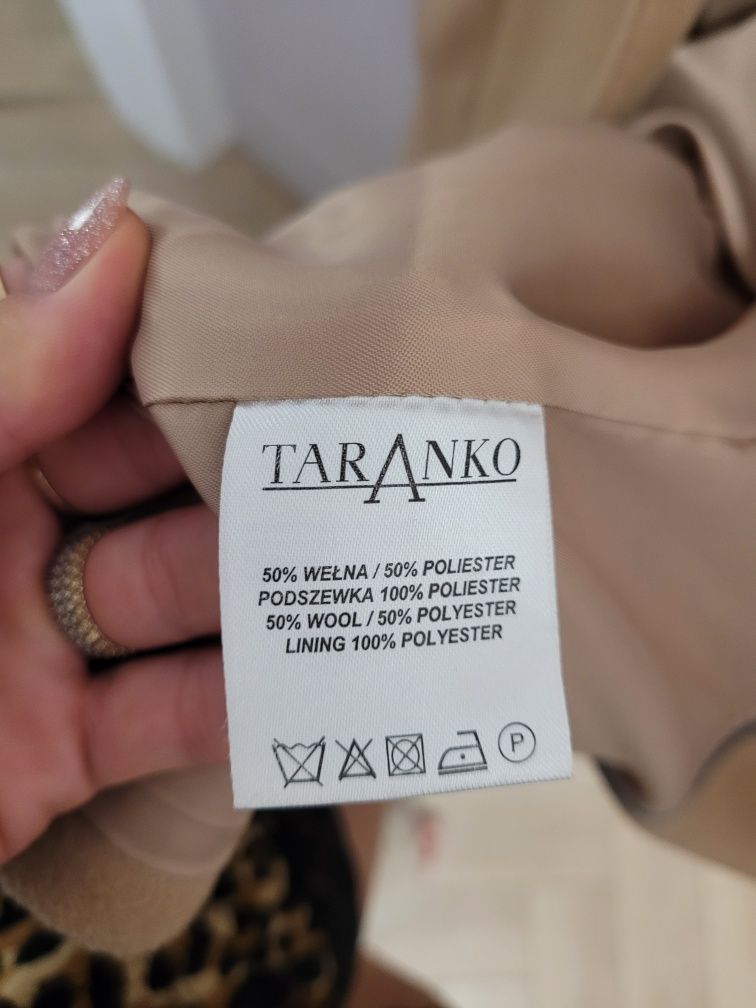 TARANKO
50% WEŁNA / 50% POLIESTER
PODSZEWKA 100% POLIESTER
50% WOOL / 50% POLYESTER
LINING 100% POLYESTER
P